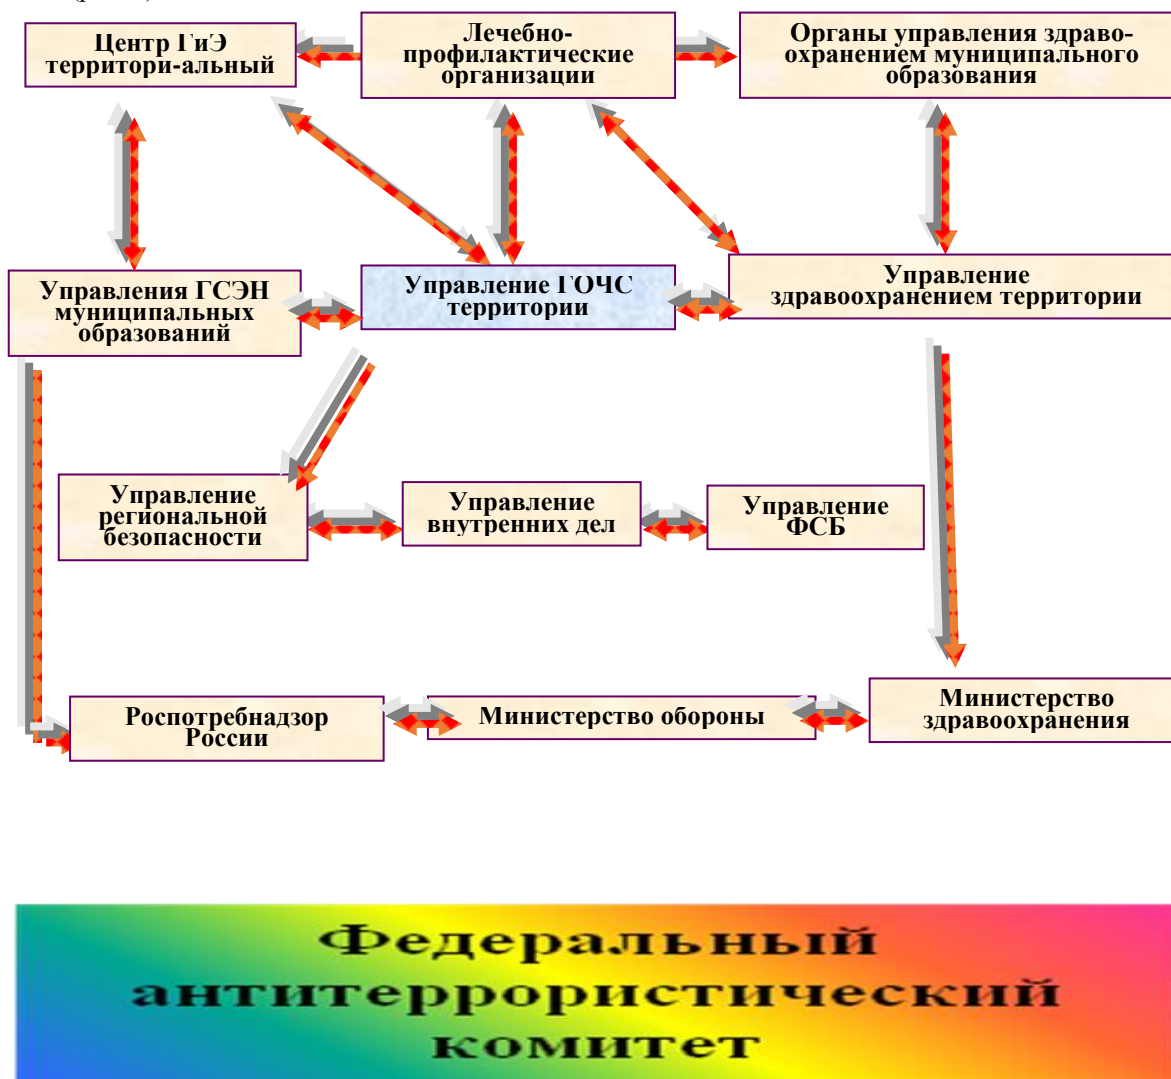 Центр ГиЭ
территори-альный
Лечебно-
профилактические
организации
Органы управления здраво-
охранением муниципального
образования
Управления ГСЭН
муниципальных
образований
Управление ГОЧС
территории
Управление
здравоохранением территории
Управление
региональной
безопасности
Управление
внутренних дел
Управление
ФСБ
Роспотребнадзор
России
Министерство обороны
Министерство
здравоохранения
Федеральный
антитеррористический
комитет